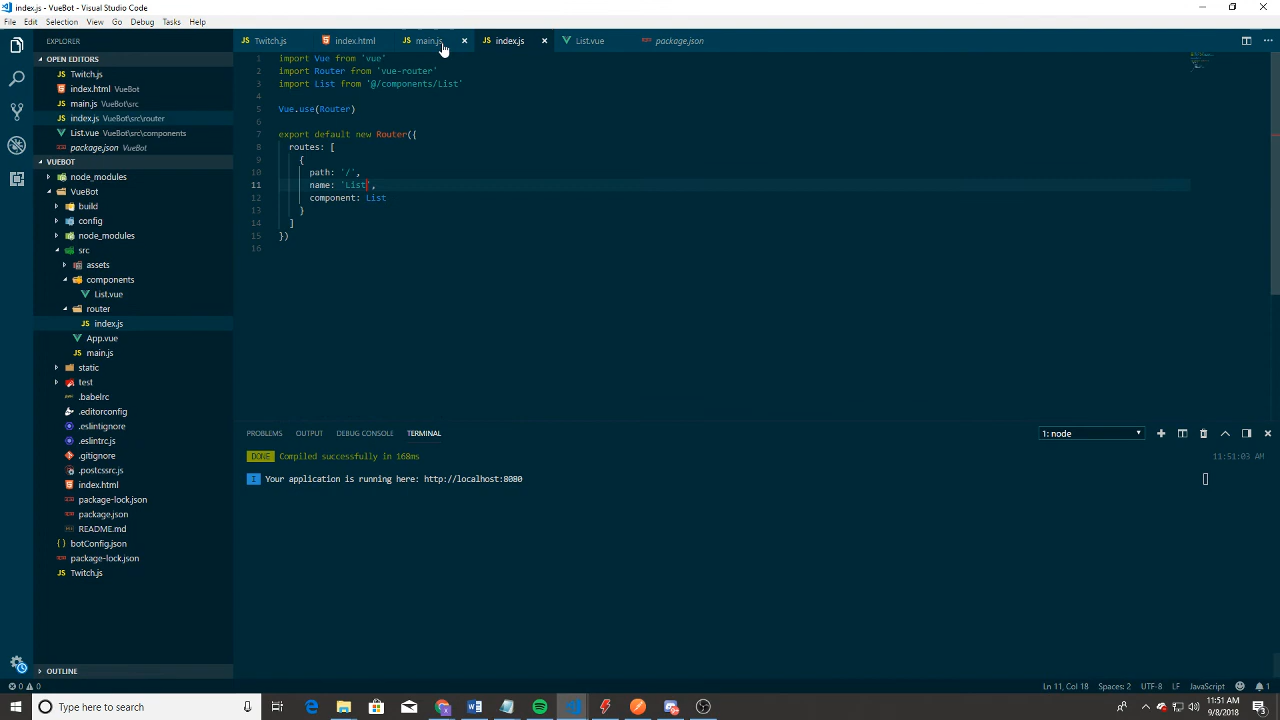 index.js - VueBot - Visual Studio Code
File Edit Selection View Go Debug Tasks Help
EXPLORER
OPEN EDITORS
Twitch.js
index.html VueBot
main.js VueBot\src
index.js VueBot\src\router
List.vue VueBot\src\components
package.json VueBot
VUEBOT
node_modules
VueBot
build
config
node_modules
src
assets
components
List.vue
router
index.js
App.vue
main.js
static
test
.babelrc
.editorconfig
.eslintignore
.eslintrc.js
.gitignore
.postcssrc.js
index.html
package-lock.json
package.json
README.md
botConfig.json
package-lock.json
Twitch.js
OUTLINE
Twitch.js index.html main.js index.js List.vue package.json
1 import Vue from 'vue'
2 import Router from 'vue-router'
3 import List from '@/components/List'
4
5 Vue.use(Router)
6
7 export default new Router({
8 routes: [
9 {
10 path: '/',
11 name: 'List',
12 component: List
13 }
14 ]
15 })
16
PROBLEMS OUTPUT DEBUG CONSOLE TERMINAL
1: node
DONE Compiled successfully in 168ms 11:51:03 AM
I Your application is running here: http://localhost:8080
0 0 Ln 11, Col 18 Spaces: 2 UTF-8 LF JavaScript 1
Type here to search
11:51 AM
9/8/2018